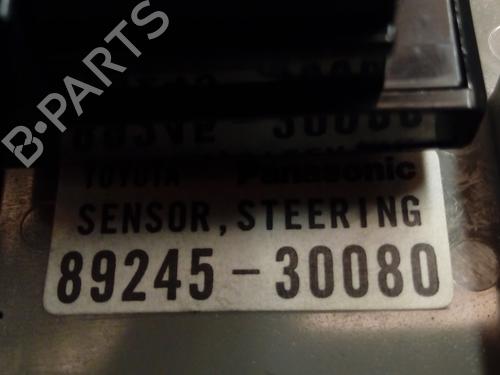 B-PARTS
TOYOTA Panasonic
SENSOR, STEERING
89245-30080